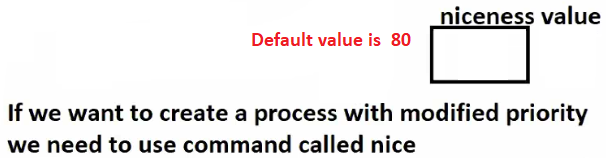 niceness value
Default value is 80
If we want to create a process with modified priority
we need to use command called nice